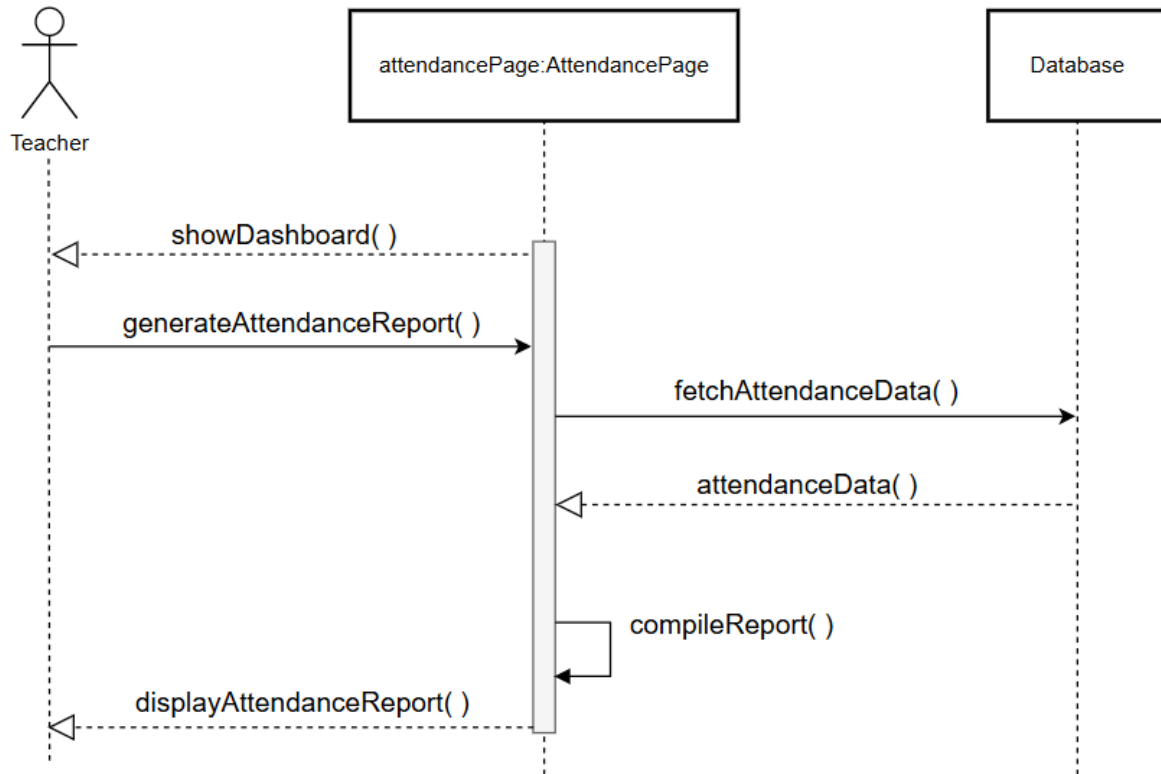 attendancePage:AttendancePage
Database
Teacher
showDashboard( )
generateAttendanceReport( )
fetchAttendanceData( )
attendanceData( )
compileReport( )
displayAttendanceReport( )